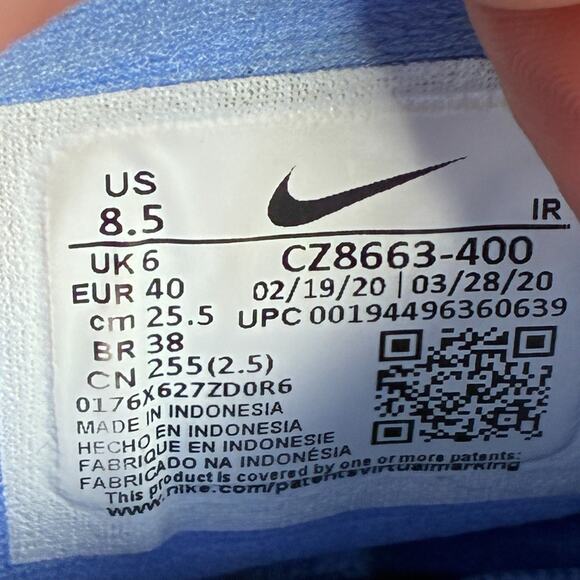 US
8.5
IR
UK 6
EUR 40
cm 25.5
BR 38
CN 255(2.5)
CZ8663-400
02/19/20 | 03/28/20
UPC 00194496360639
0176X627ZD0R6
MADE IN INDONESIA
HECHO EN INDONESIA
FABRIQUE EN INDONESIE
FABRICADO NA INDONÉSIA
This product is covered by one or more patents:
www.nike.com/patentsvirtualmarking